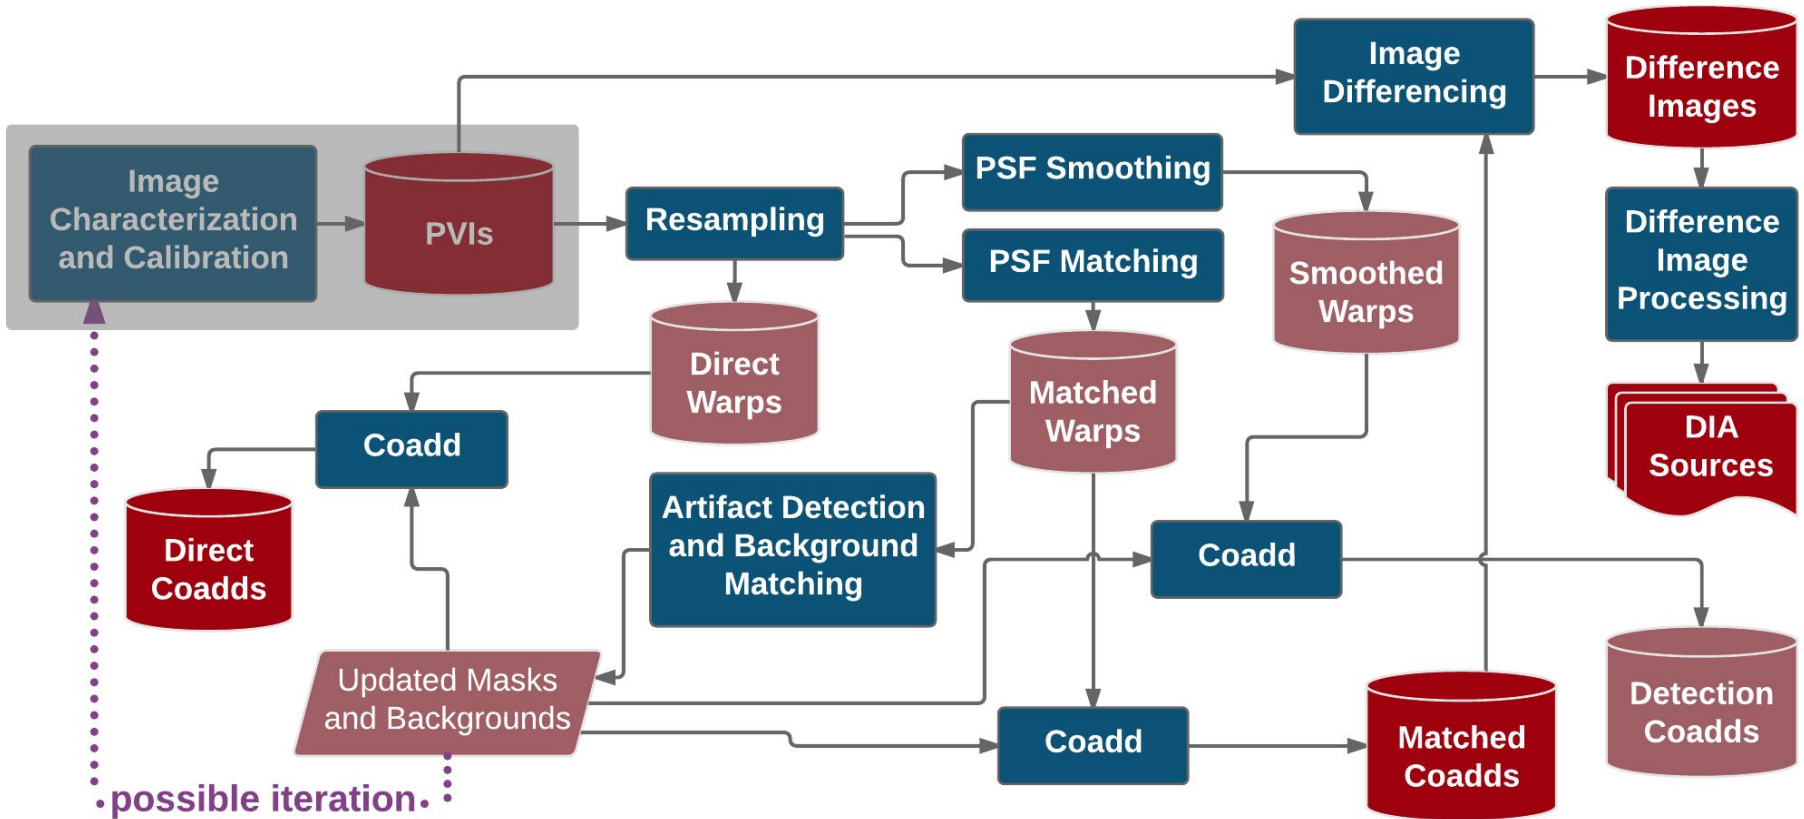 Image
Differencing
Difference
Images
Image
Characterization
and Calibration
PVIs
Resampling
PSF Smoothing
PSF Matching
Smoothed
Warps
Difference
Image
Processing
Direct
Warps
Matched
Warps
Coadd
DIA
Sources
Direct
Coadds
Artifact Detection
and Background
Matching
Coadd
Updated Masks
and Backgrounds
Coadd
Matched
Coadds
Detection
Coadds
possible iteration